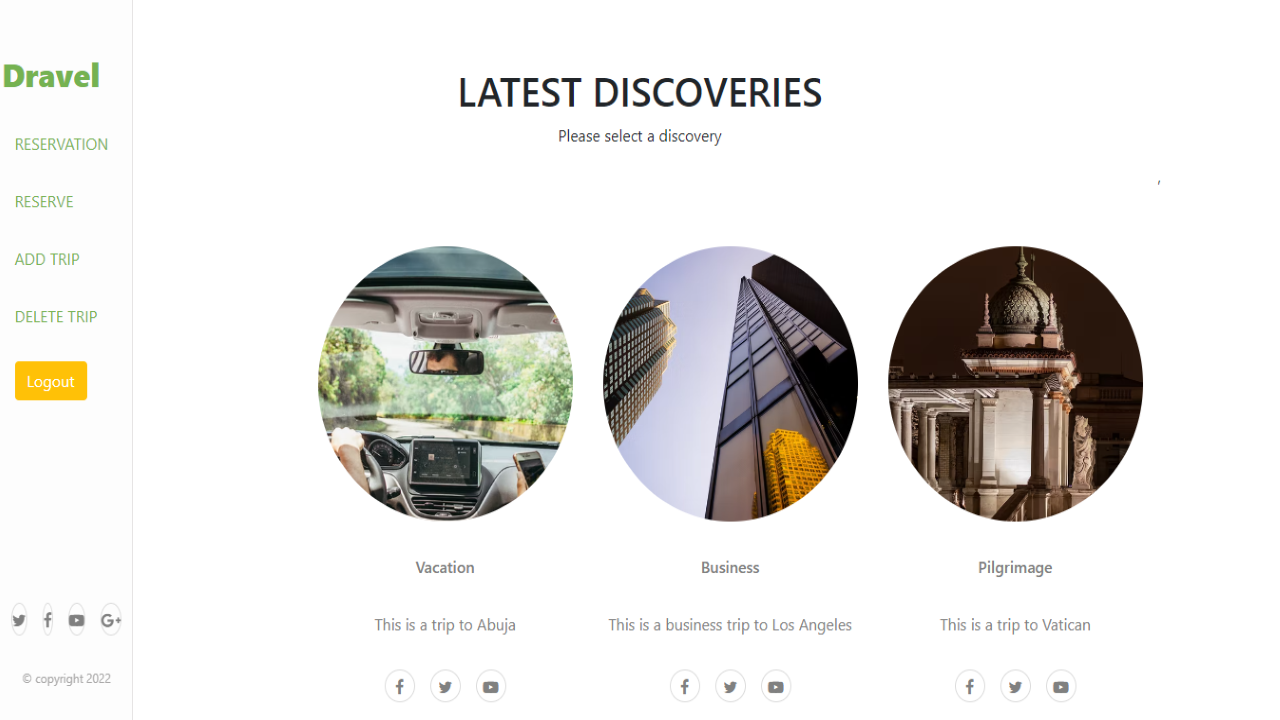 Dravel
RESERVATION
RESERVE
ADD TRIP
DELETE TRIP
Logout
© copyright 2022
LATEST DISCOVERIES
Please select a discovery
,
Vacation
This is a trip to Abuja
Business
This is a business trip to Los Angeles
Pilgrimage
This is a trip to Vatican